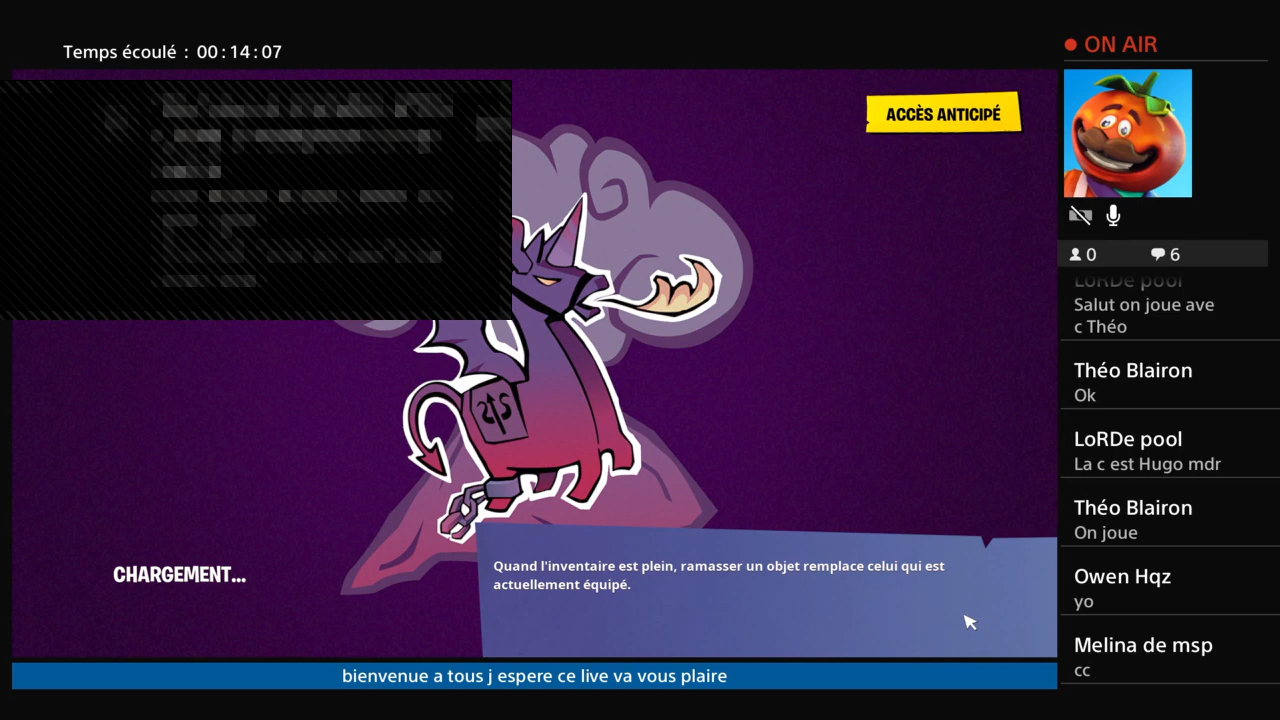 Temps écoulé : 00:14:07
ON AIR
ACCÈS ANTICIPÉ
0 6
LoRDe pool
Salut on joue ave
c Théo
Théo Blairon
Ok
LoRDe pool
La c est Hugo mdr
Théo Blairon
On joue
Owen Hqz
yo
Melina de msp
cc
CHARGEMENT...
Quand l'inventaire est plein, ramasser un objet remplace celui qui est
actuellement équipé.
bienvenue a tous j espere ce live va vous plaire